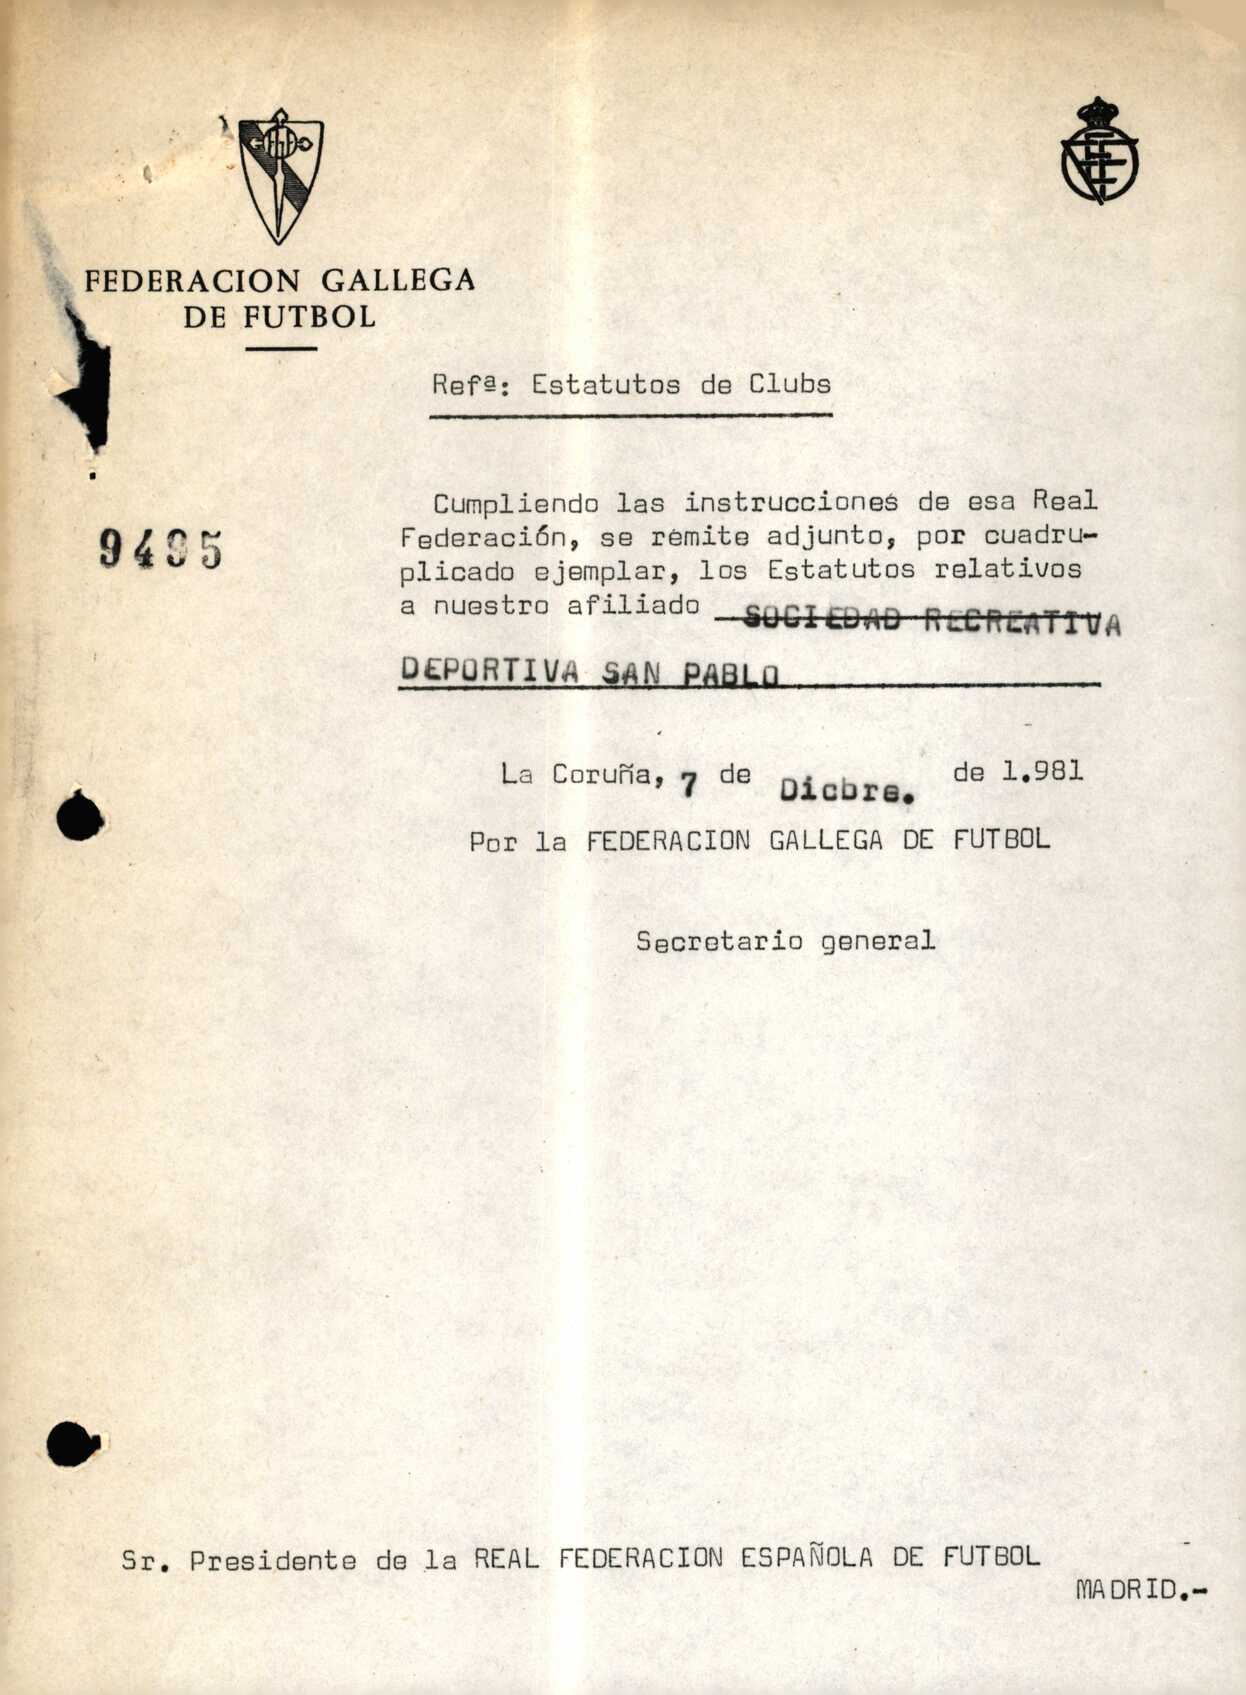 FEDERACION GALLEGA
DE FUTBOL
Refª: Estatutos de Clubs
Cumpliendo las instrucciones de esa Real
Federación, se remite adjunto, por cuadru-
plicado ejemplar, los Estatutos relativos
a nuestro afiliado SOCIEDAD RECREATIVA
DEPORTIVA SAN PABLO
9495
La Coruña, 7 de Dicbre. de 1.981
Por la FEDERACION GALLEGA DE FUTBOL
Secretario general
Sr. Presidente de la REAL FEDERACION ESPAÑOLA DE FUTBOL
MADRID.-